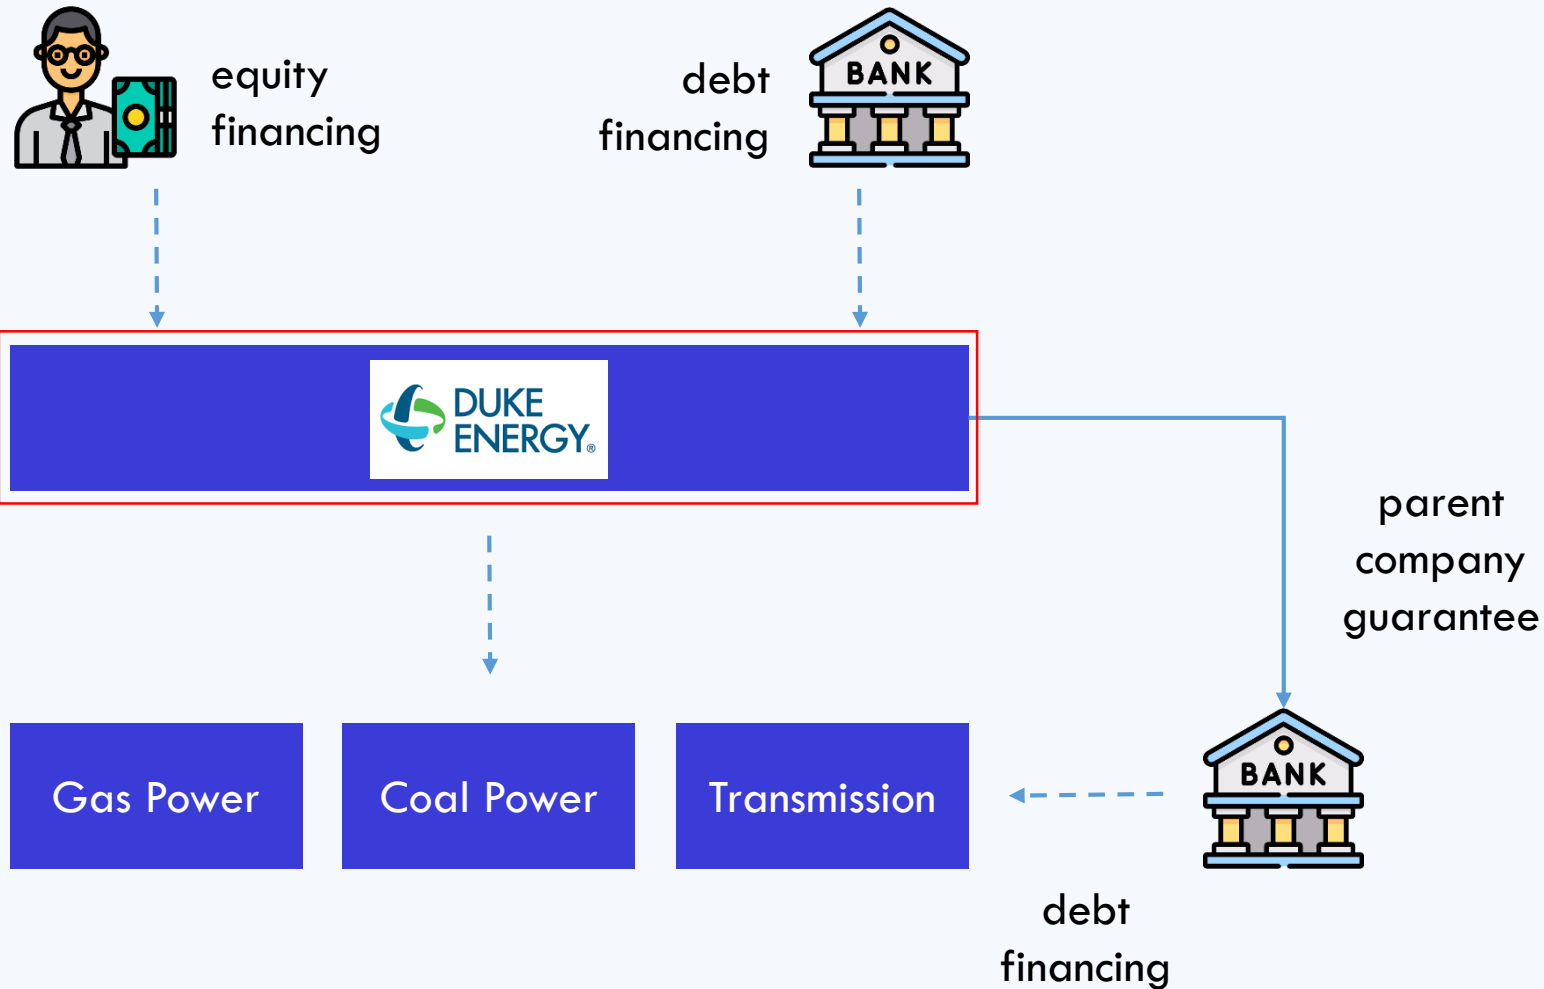 equity
financing
debt
financing
BANK
DUKE
ENERGY®
parent
company
guarantee
Gas Power
Coal Power
Transmission
BANK
debt
financing